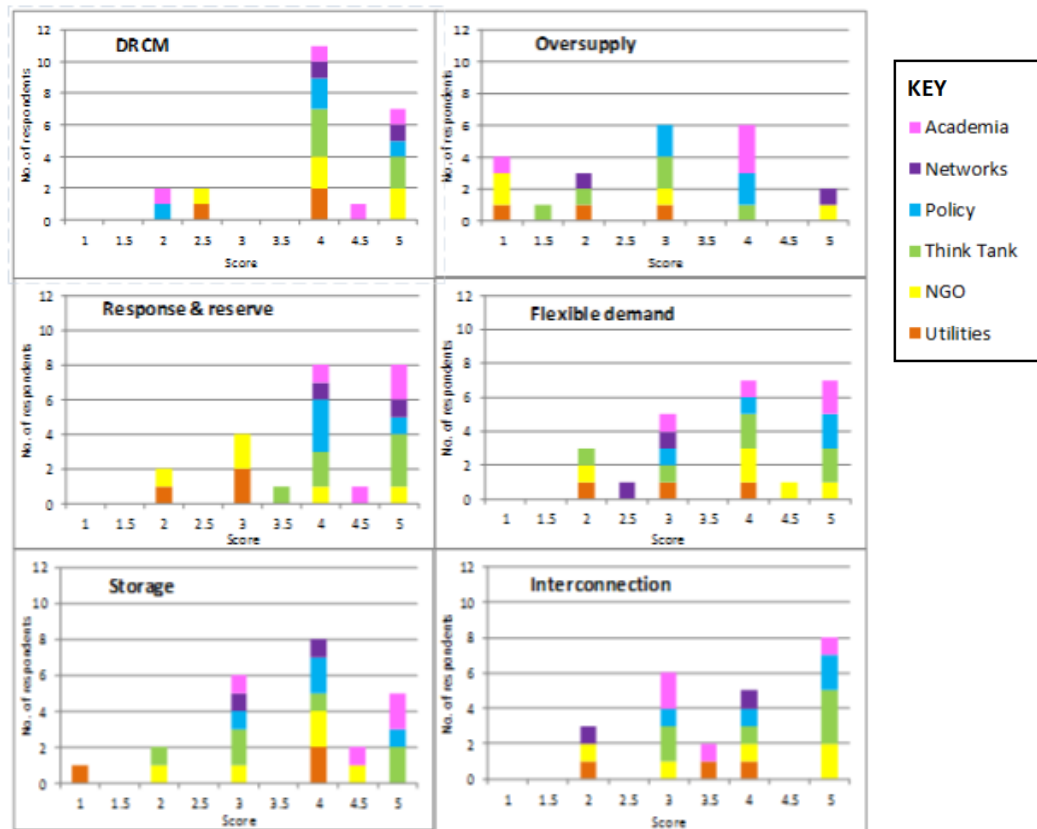 DRCM
No. of respondents
12
10
8
6
4
2
0
1 1.5 2 2.5 3 3.5 4 4.5 5
Score
Oversupply
No. of respondents
12
10
8
6
4
2
0
1 1.5 2 2.5 3 3.5 4 4.5 5
Score
KEY
Academia
Networks
Policy
Think Tank
NGO
Utilities
Response & reserve
No. of respondents
12
10
8
6
4
2
0
1 1.5 2 2.5 3 3.5 4 4.5 5
Score
Flexible demand
No. of respondents
12
10
8
6
4
2
0
1 1.5 2 2.5 3 3.5 4 4.5 5
Score
Storage
No. of respondents
12
10
8
6
4
2
0
1 1.5 2 2.5 3 3.5 4 4.5 5
Score
Interconnection
No. of respondents
12
10
8
6
4
2
0
1 1.5 2 2.5 3 3.5 4 4.5 5
Score